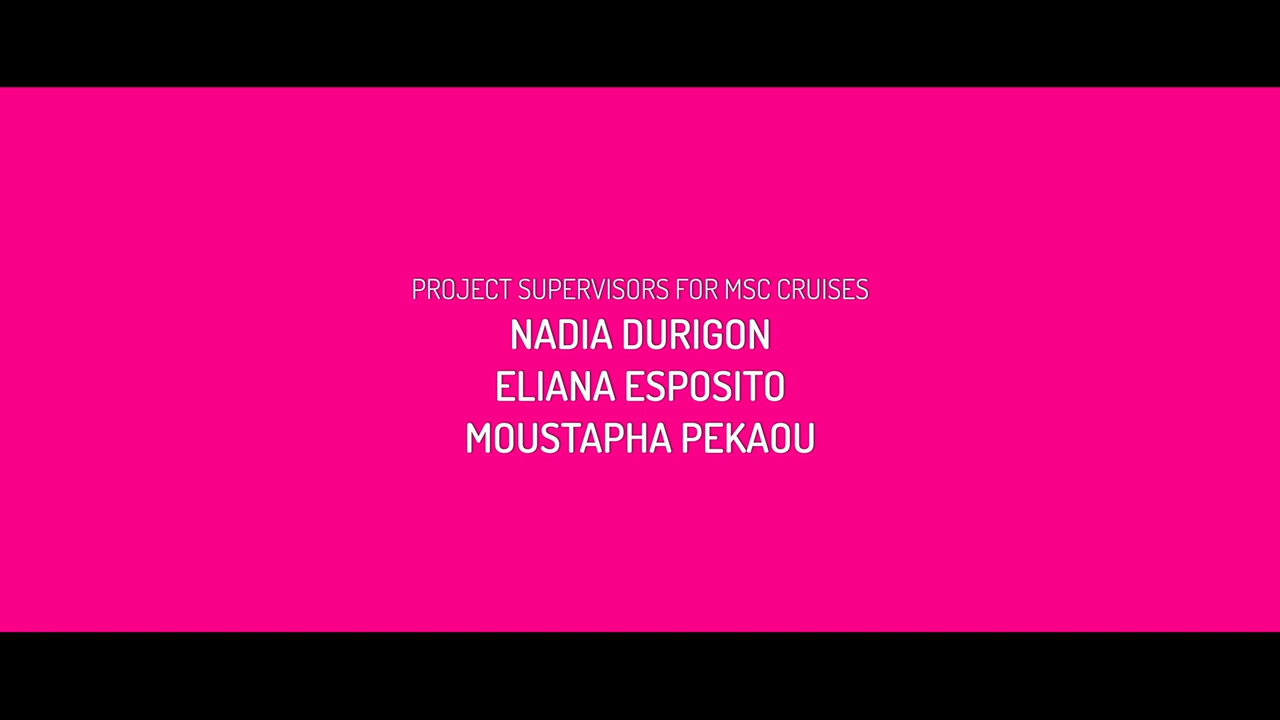 PROJECT SUPERVISORS FOR MSC CRUISES
NADIA DURIGON
ELIANA ESPOSITO
MOUSTAPHA PEKAOU